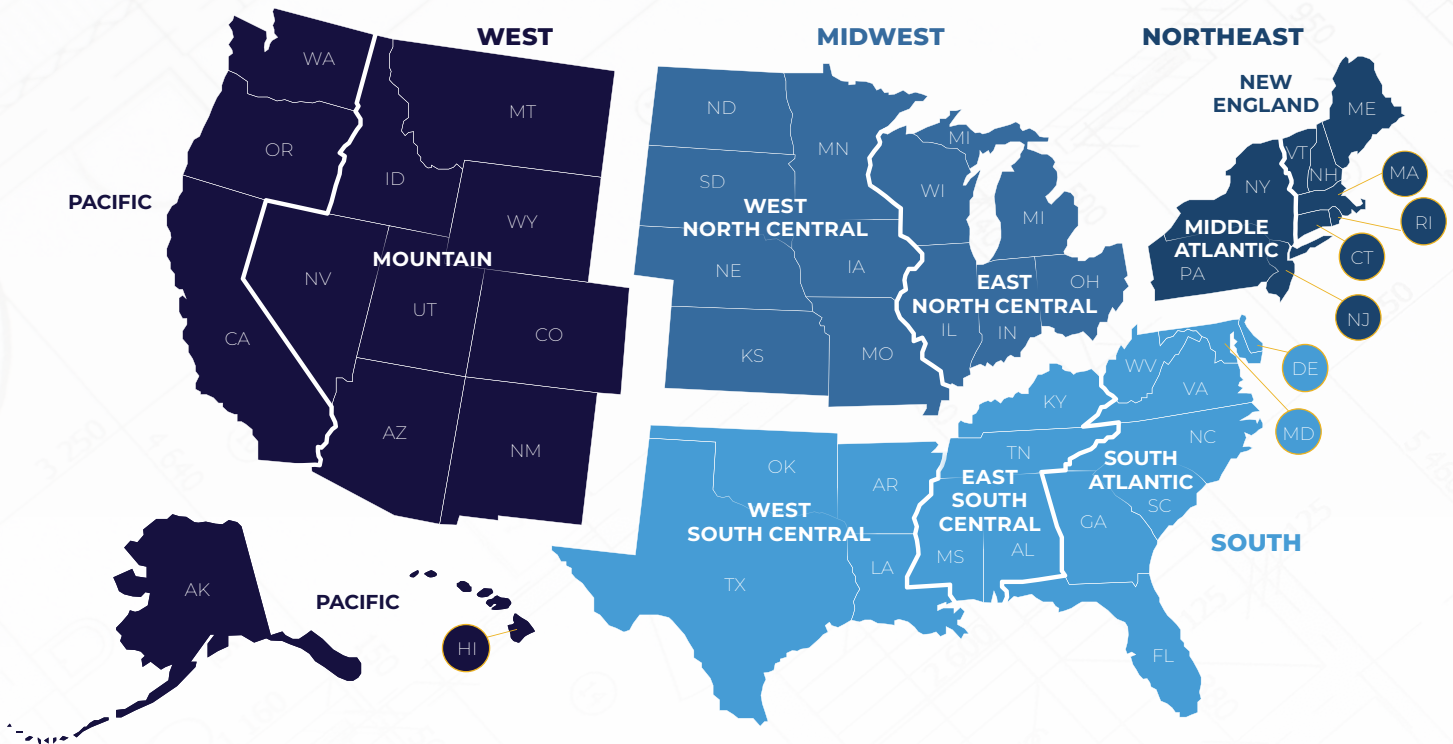 WEST
MIDWEST
NORTHEAST
NEW
ENGLAND
WA
MT
ND
MN
MI
ME
OR
ID
SD
WI
MI
VT
NH
MA
NY
PACIFIC
WY
WEST
NORTH CENTRAL
MIDDLE
ATLANTIC
RI
MOUNTAIN
NV
UT
CO
NE
IA
EAST
NORTH CENTRAL
OH
PA
CT
CA
KS
MO
IL
IN
NJ
WV
VA
DE
MD
AZ
NM
KY
TN
NC
OK
AR
EAST
SOUTH
CENTRAL
SOUTH
ATLANTIC
SC
GA
WEST
SOUTH CENTRAL
SOUTH
TX
LA
MS
AL
AK
PACIFIC
HI
FL